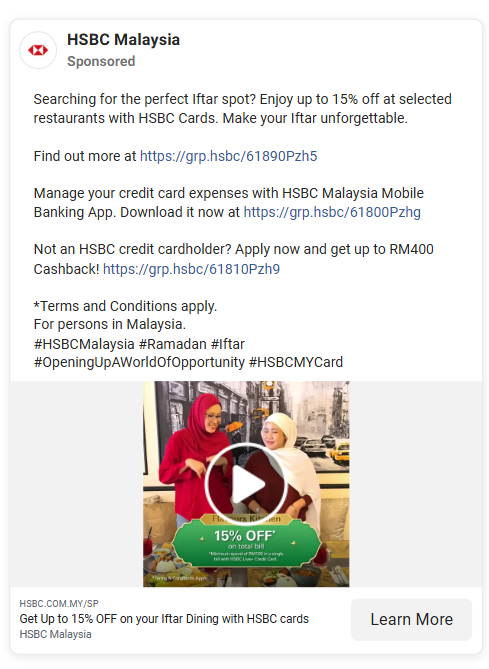 HSBC Malaysia
Sponsored
Searching for the perfect Iftar spot? Enjoy up to 15% off at selected
restaurants with HSBC Cards. Make your Iftar unforgettable.
Find out more at https://grp.hsbc/61890Pzh5
Manage your credit card expenses with HSBC Malaysia Mobile
Banking App. Download it now at https://grp.hsbc/61800Pzhg
Not an HSBC credit cardholder? Apply now and get up to RM400
Cashback! https://grp.hsbc/61810Pzh9
*Terms and Conditions apply.
For persons in Malaysia.
#HSBCMalaysia #Ramadan #Iftar
#OpeningUpAWorldOfOpportunity #HSBCMYCard
Flavours Kitchen
15% OFF*
on total bill
*Minimum spend of RM200 in a single
bill with HSBC Live+ Credit Card.
*Terms & Conditions Apply
HSBC.COM.MY/SP
Get Up to 15% OFF on your Iftar Dining with HSBC cards
HSBC Malaysia
Learn More